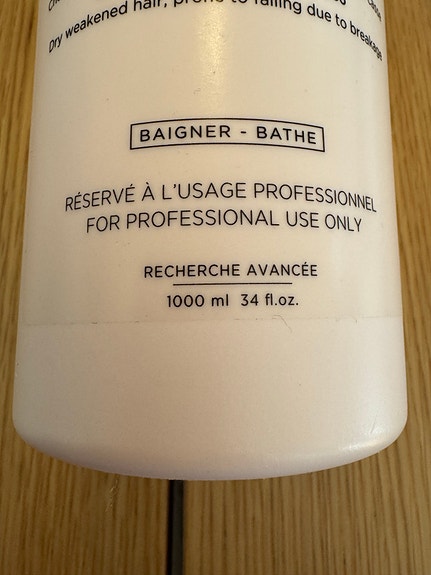 Dry weakened hair, prone to falling due to breakage
BAIGNER - BATHE
RÉSERVÉ À L'USAGE PROFESSIONNEL
FOR PROFESSIONAL USE ONLY
RECHERCHE AVANCÉE
1000 ml 34 fl.oz.